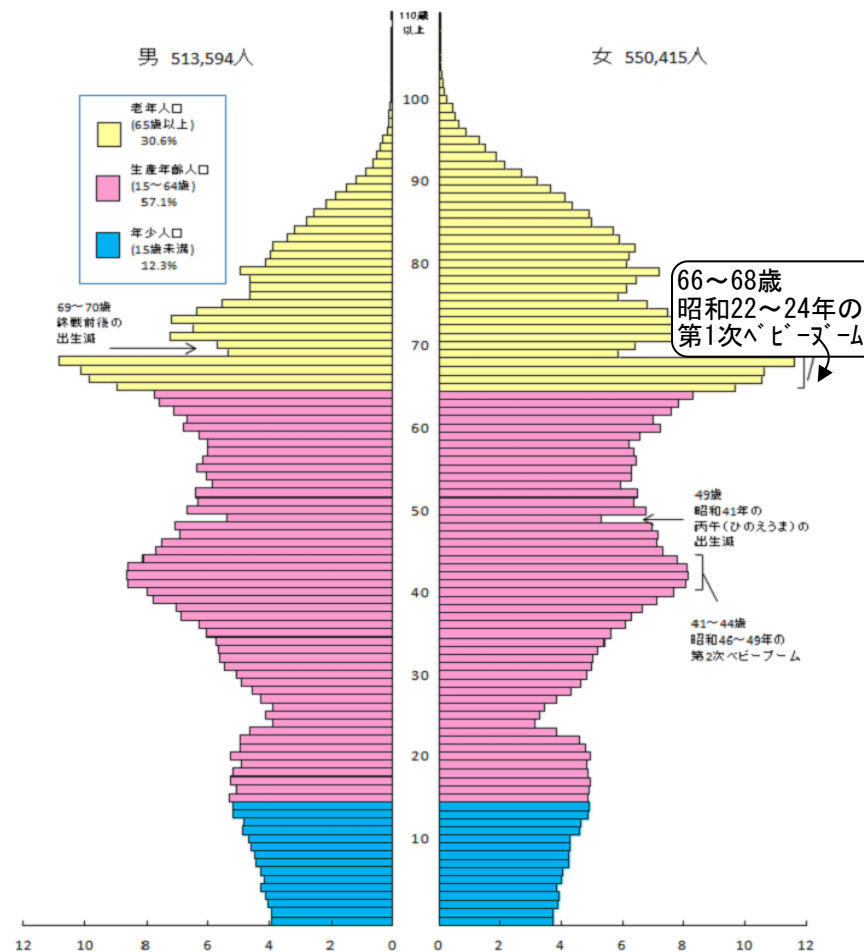 110歳
以上
男 513,594人
女 550,415人
老年人口
(65歳以上)
30.6%
生産年齢人口
(15～64歳)
57.1%
年少人口
(15歳未満)
12.3%
100
90
80
70
60
50
40
30
20
10
69～70歳
終戦前後の
出生減
66～68歳
昭和22～24年の
第1次ベビーブーム
49歳
昭和41年の
丙午(ひのえうま)の
出生減
41～44歳
昭和46～49年の
第2次ベビーブーム
12 10 8 6 4 2 0 0 2 4 6 8 10 12